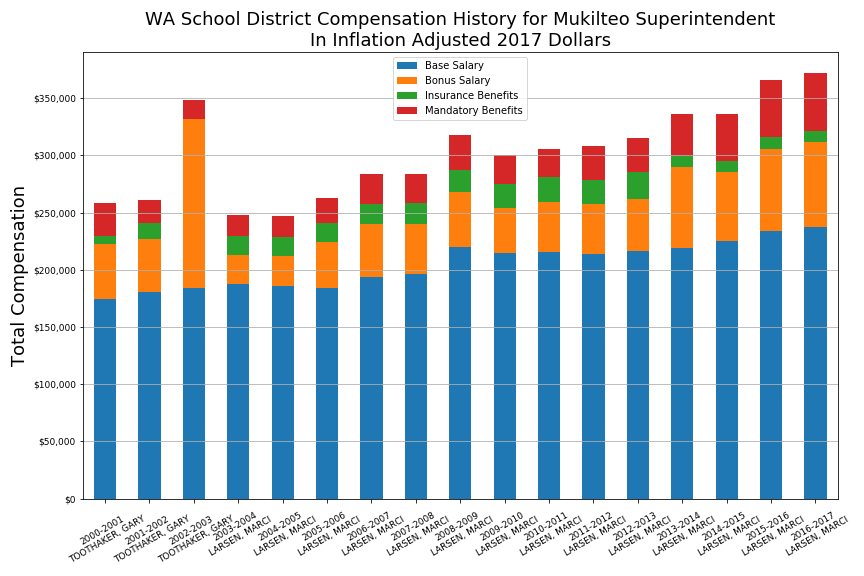 WA School District Compensation History for Mukilteo Superintendent
In Inflation Adjusted 2017 Dollars
Base Salary
Bonus Salary
Insurance Benefits
Mandatory Benefits
Total Compensation
$350,000
$300,000
$250,000
$200,000
$150,000
$100,000
$50,000
$0
2000-2001
TOOTHAKER, GARY
2001-2002
TOOTHAKER, GARY
2002-2003
TOOTHAKER, GARY
2003-2004
LARSEN, MARCI
2004-2005
LARSEN, MARCI
2005-2006
LARSEN, MARCI
2006-2007
LARSEN, MARCI
2007-2008
LARSEN, MARCI
2008-2009
LARSEN, MARCI
2009-2010
LARSEN, MARCI
2010-2011
LARSEN, MARCI
2011-2012
LARSEN, MARCI
2012-2013
LARSEN, MARCI
2013-2014
LARSEN, MARCI
2014-2015
LARSEN, MARCI
2015-2016
LARSEN, MARCI
2016-2017
LARSEN, MARCI